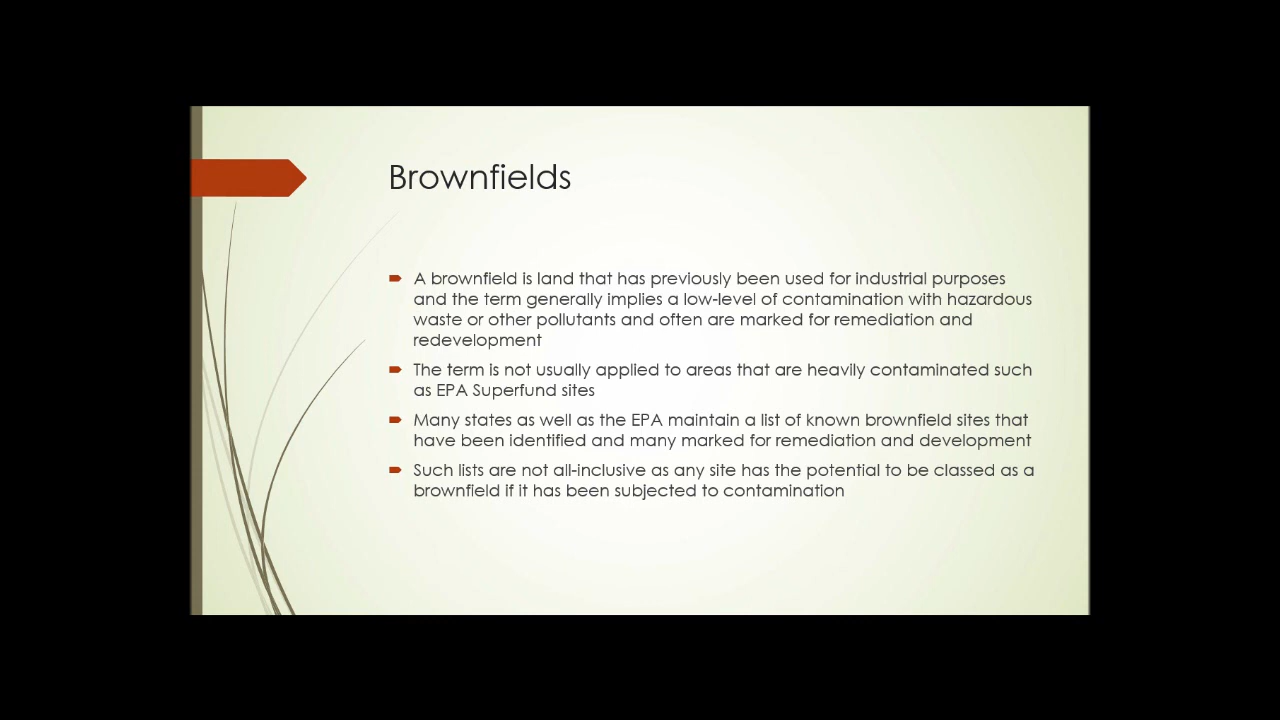 Brownfields
A brownfield is land that has previously been used for industrial purposes
and the term generally implies a low-level of contamination with hazardous
waste or other pollutants and often are marked for remediation and
redevelopment
The term is not usually applied to areas that are heavily contaminated such
as EPA Superfund sites
Many states as well as the EPA maintain a list of known brownfield sites that
have been identified and many marked for remediation and development
Such lists are not all-inclusive as any site has the potential to be classed as a
brownfield if it has been subjected to contamination